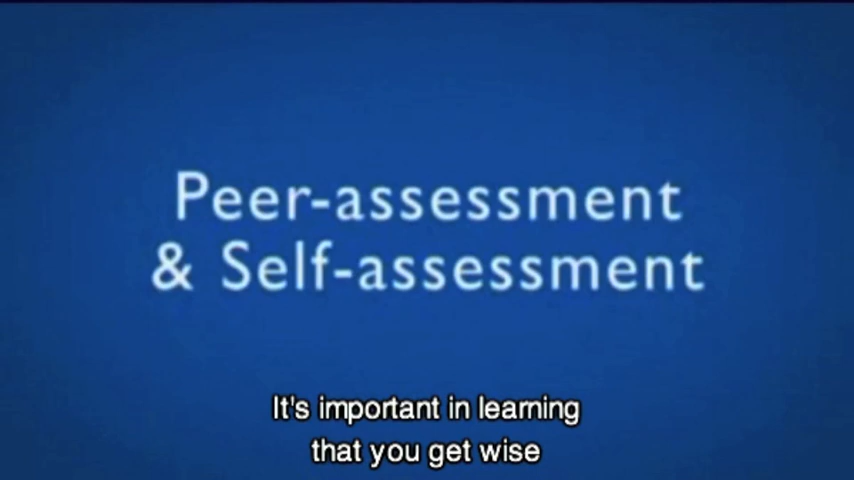 Peer-assessment
& Self-assessment
It's important in learning
that you get wise